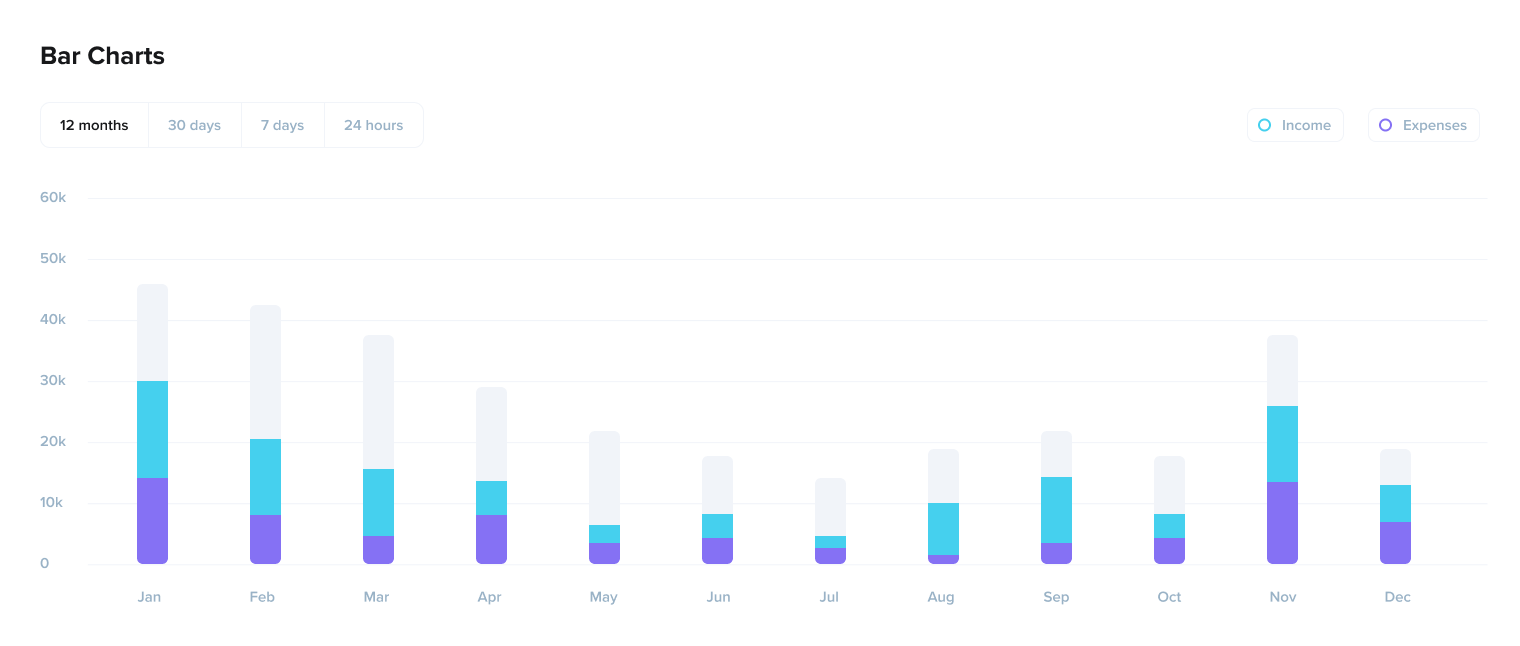 Bar Charts
12 months 30 days 7 days 24 hours Income Expenses
60k
50k
40k
30k
20k
10k
0
Jan Feb Mar Apr May Jun Jul Aug Sep Oct Nov Dec